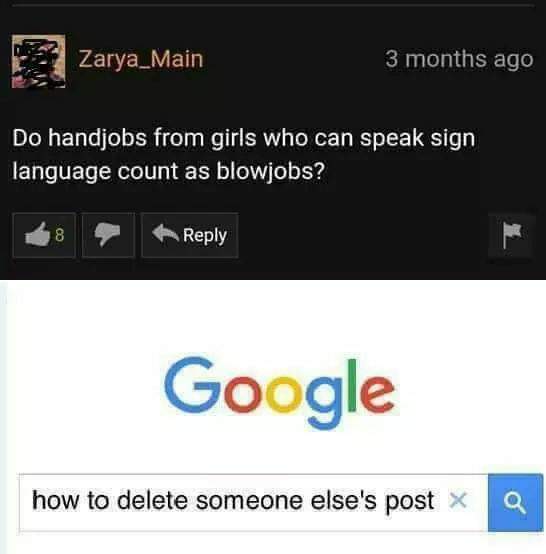 Zarya_Main
3 months ago
Do handjobs from girls who can speak sign
language count as blowjobs?
8
Reply
Google
how to delete someone else's post